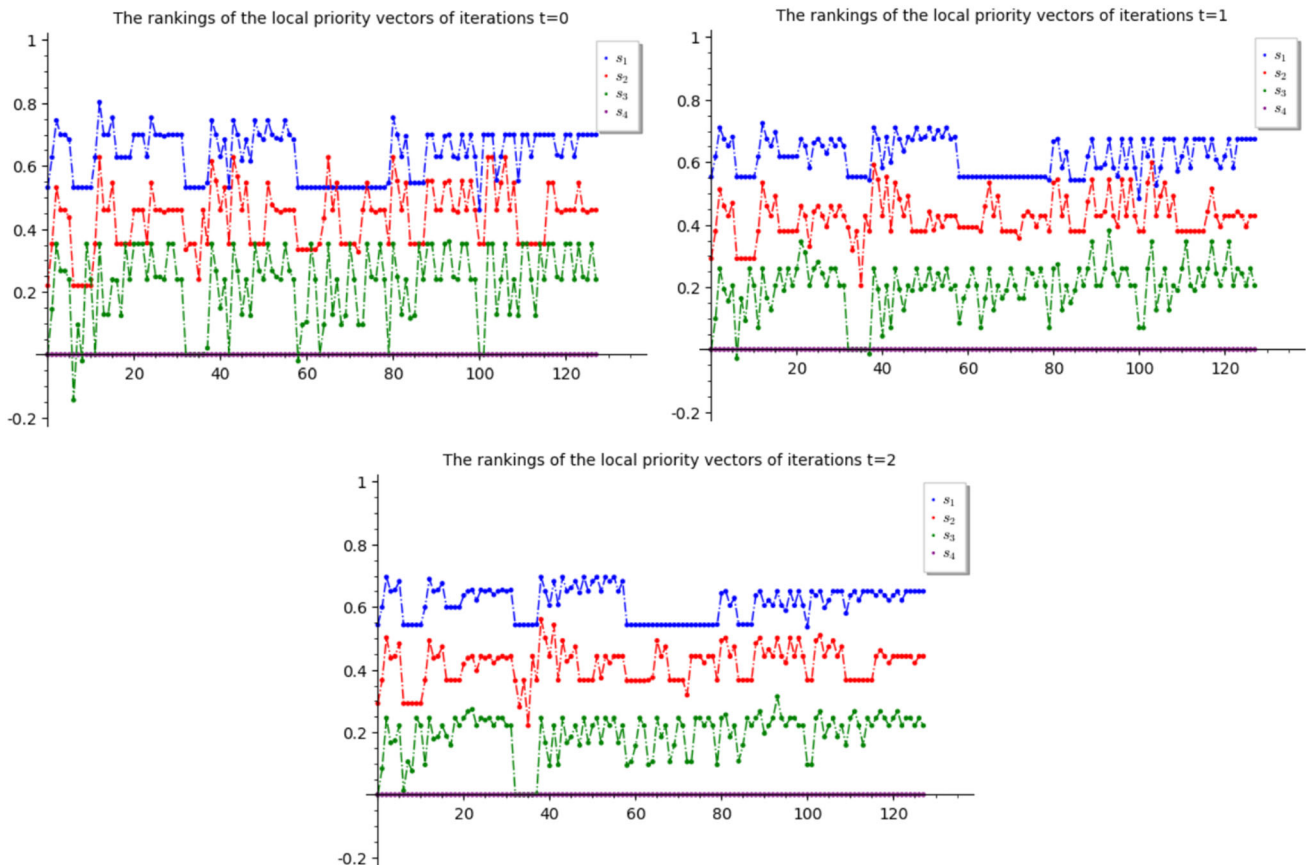 The rankings of the local priority vectors of iterations t=0
1
0.8
0.6
0.4
0.2
-0.2
20
40
60
80
100
120
s₁
s₂
s₃
s₄
The rankings of the local priority vectors of iterations t=1
1
0.8
0.6
0.4
0.2
-0.2
20
40
60
80
100
120
s₁
s₂
s₃
s₄
The rankings of the local priority vectors of iterations t=2
1
0.8
0.6
0.4
0.2
-0.2
20
40
60
80
100
120
s₁
s₂
s₃
s₄